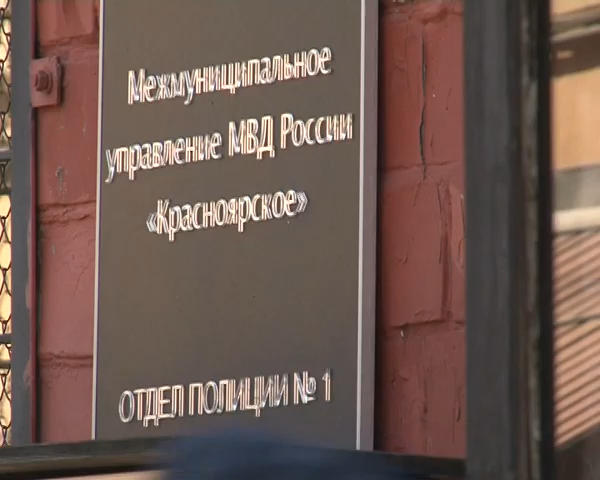 Межмуниципальное
управление МВД России
«Красноярское»
ОТДЕЛ ПОЛИЦИИ № 1